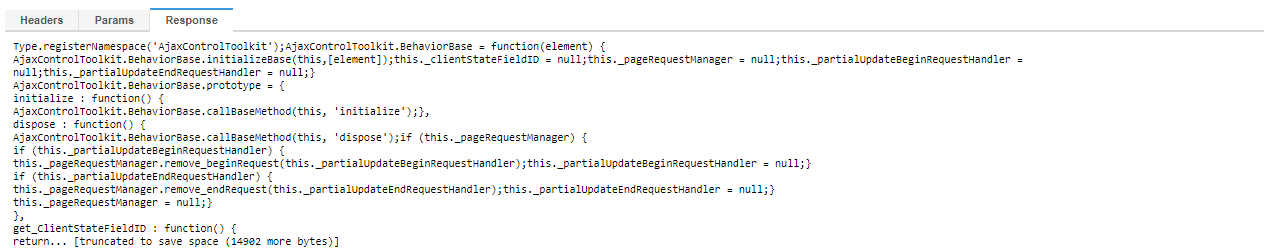 Headers Params Response
Type.registerNamespace('AjaxControlToolkit');AjaxControlToolkit.BehaviorBase = function(element) {
AjaxControlToolkit.BehaviorBase.initializeBase(this,[element]);this._clientStateFieldID = null;this._pageRequestManager = null;this._partialUpdateBeginRequestHandler =
null;this._partialUpdateEndRequestHandler = null;}
AjaxControlToolkit.BehaviorBase.prototype = {
initialize : function() {
AjaxControlToolkit.BehaviorBase.callBaseMethod(this, 'initialize');},
dispose : function() {
AjaxControlToolkit.BehaviorBase.callBaseMethod(this, 'dispose');if (this._pageRequestManager) {
if (this._partialUpdateBeginRequestHandler) {
this._pageRequestManager.remove_beginRequest(this._partialUpdateBeginRequestHandler);this._partialUpdateBeginRequestHandler = null;}
if (this._partialUpdateEndRequestHandler) {
this._pageRequestManager.remove_endRequest(this._partialUpdateEndRequestHandler);this._partialUpdateEndRequestHandler = null;}
this._pageRequestManager = null;}
},
get_ClientStateFieldID : function() {
return... [truncated to save space (14902 more bytes)]